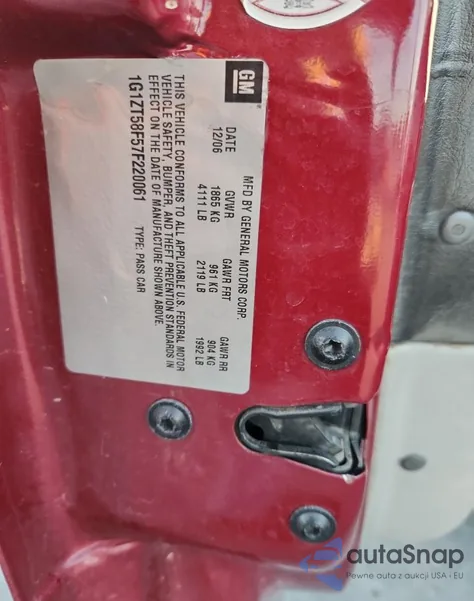 GM
MFD BY GENERAL MOTORS CORP.
DATE GVWR GAWR FRT GAWR RR
12/06 1865 KG 961 KG 904 KG
4111 LB 2119 LB 1992 LB
THIS VEHICLE CONFORMS TO ALL APPLICABLE U.S. FEDERAL MOTOR
VEHICLE SAFETY, BUMPER, AND THEFT PREVENTION STANDARDS IN
EFFECT ON THE DATE OF MANUFACTURE SHOWN ABOVE.
1G1ZT58F57F220061 TYPE: PASS CAR
autoSnap
Pewne auta z aukcji USA i EU